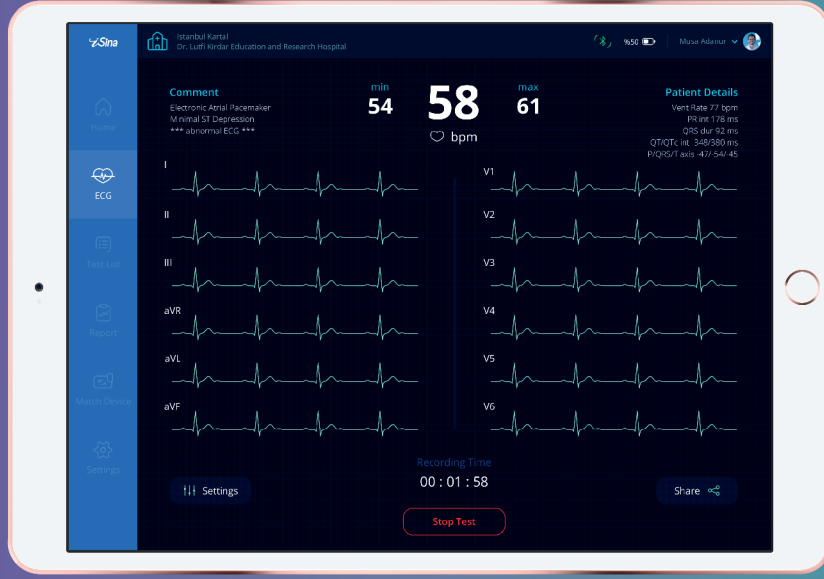 i-Sina
Istanbul Kartal
Dr. Lutfi Kirdar Education and Research Hospital
%50
Musa Adanur
Home
ECG
Test List
Report
Match Device
Settings
Comment
Electronic Atrial Pacemaker
Minimal ST Depression
*** abnormal ECG ***
min
54
58
bpm
max
61
Patient Details
Vent Rate 77 bpm
PR int 178 ms
QRS dur 92 ms
QT/QTc int 348/380 ms
P/QRS/T axis -47/-54/-45
I
II
III
aVR
aVL
aVF
V1
V2
V3
V4
V5
V6
Recording Time
00 : 01 : 58
Settings
Share
Stop Test